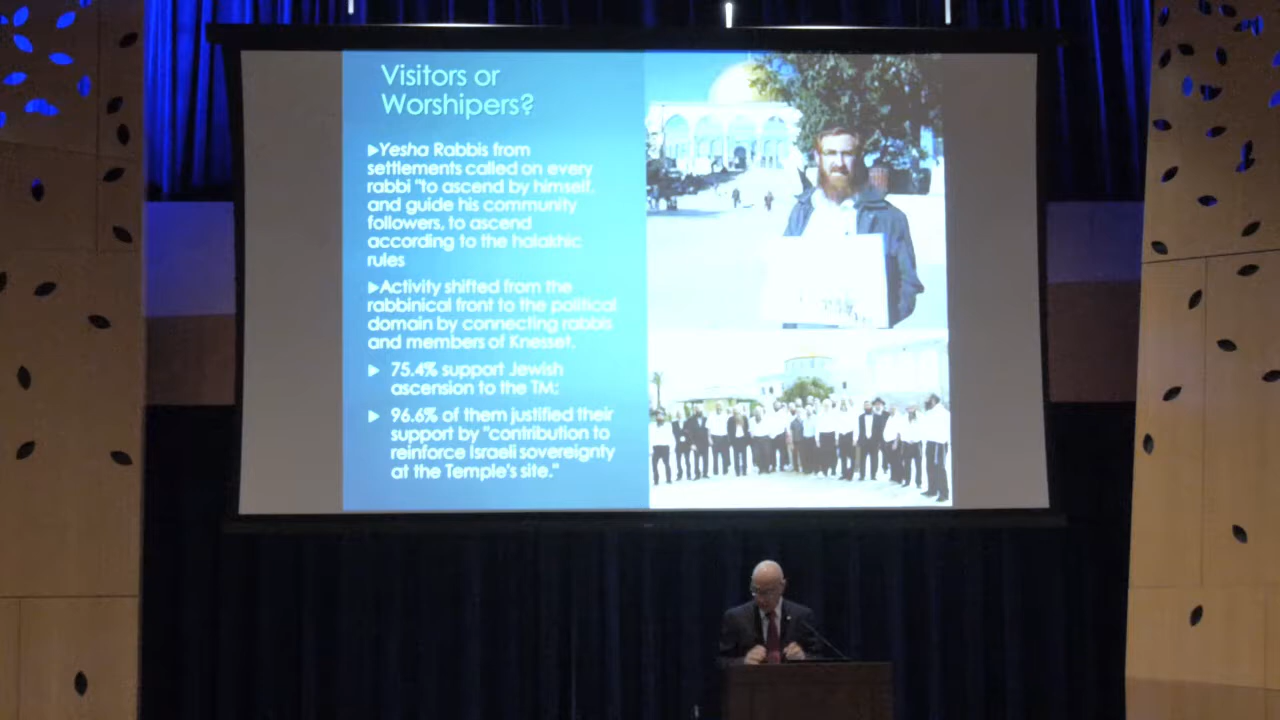 Visitors or
Worshipers?
▶Yesha Rabbis from
settlements called on every
rabbi "to ascend by himself,
and guide his community
followers, to ascend
according to the halakhic
rules
▶Activity shifted from the
rabbinical front to the political
domain by connecting rabbis
and members of Knesset.
▶ 75.4% support Jewish
ascension to the TM:
▶ 96.6% of them justified their
support by "contribution to
reinforce Israeli sovereignty
at the Temple's site."